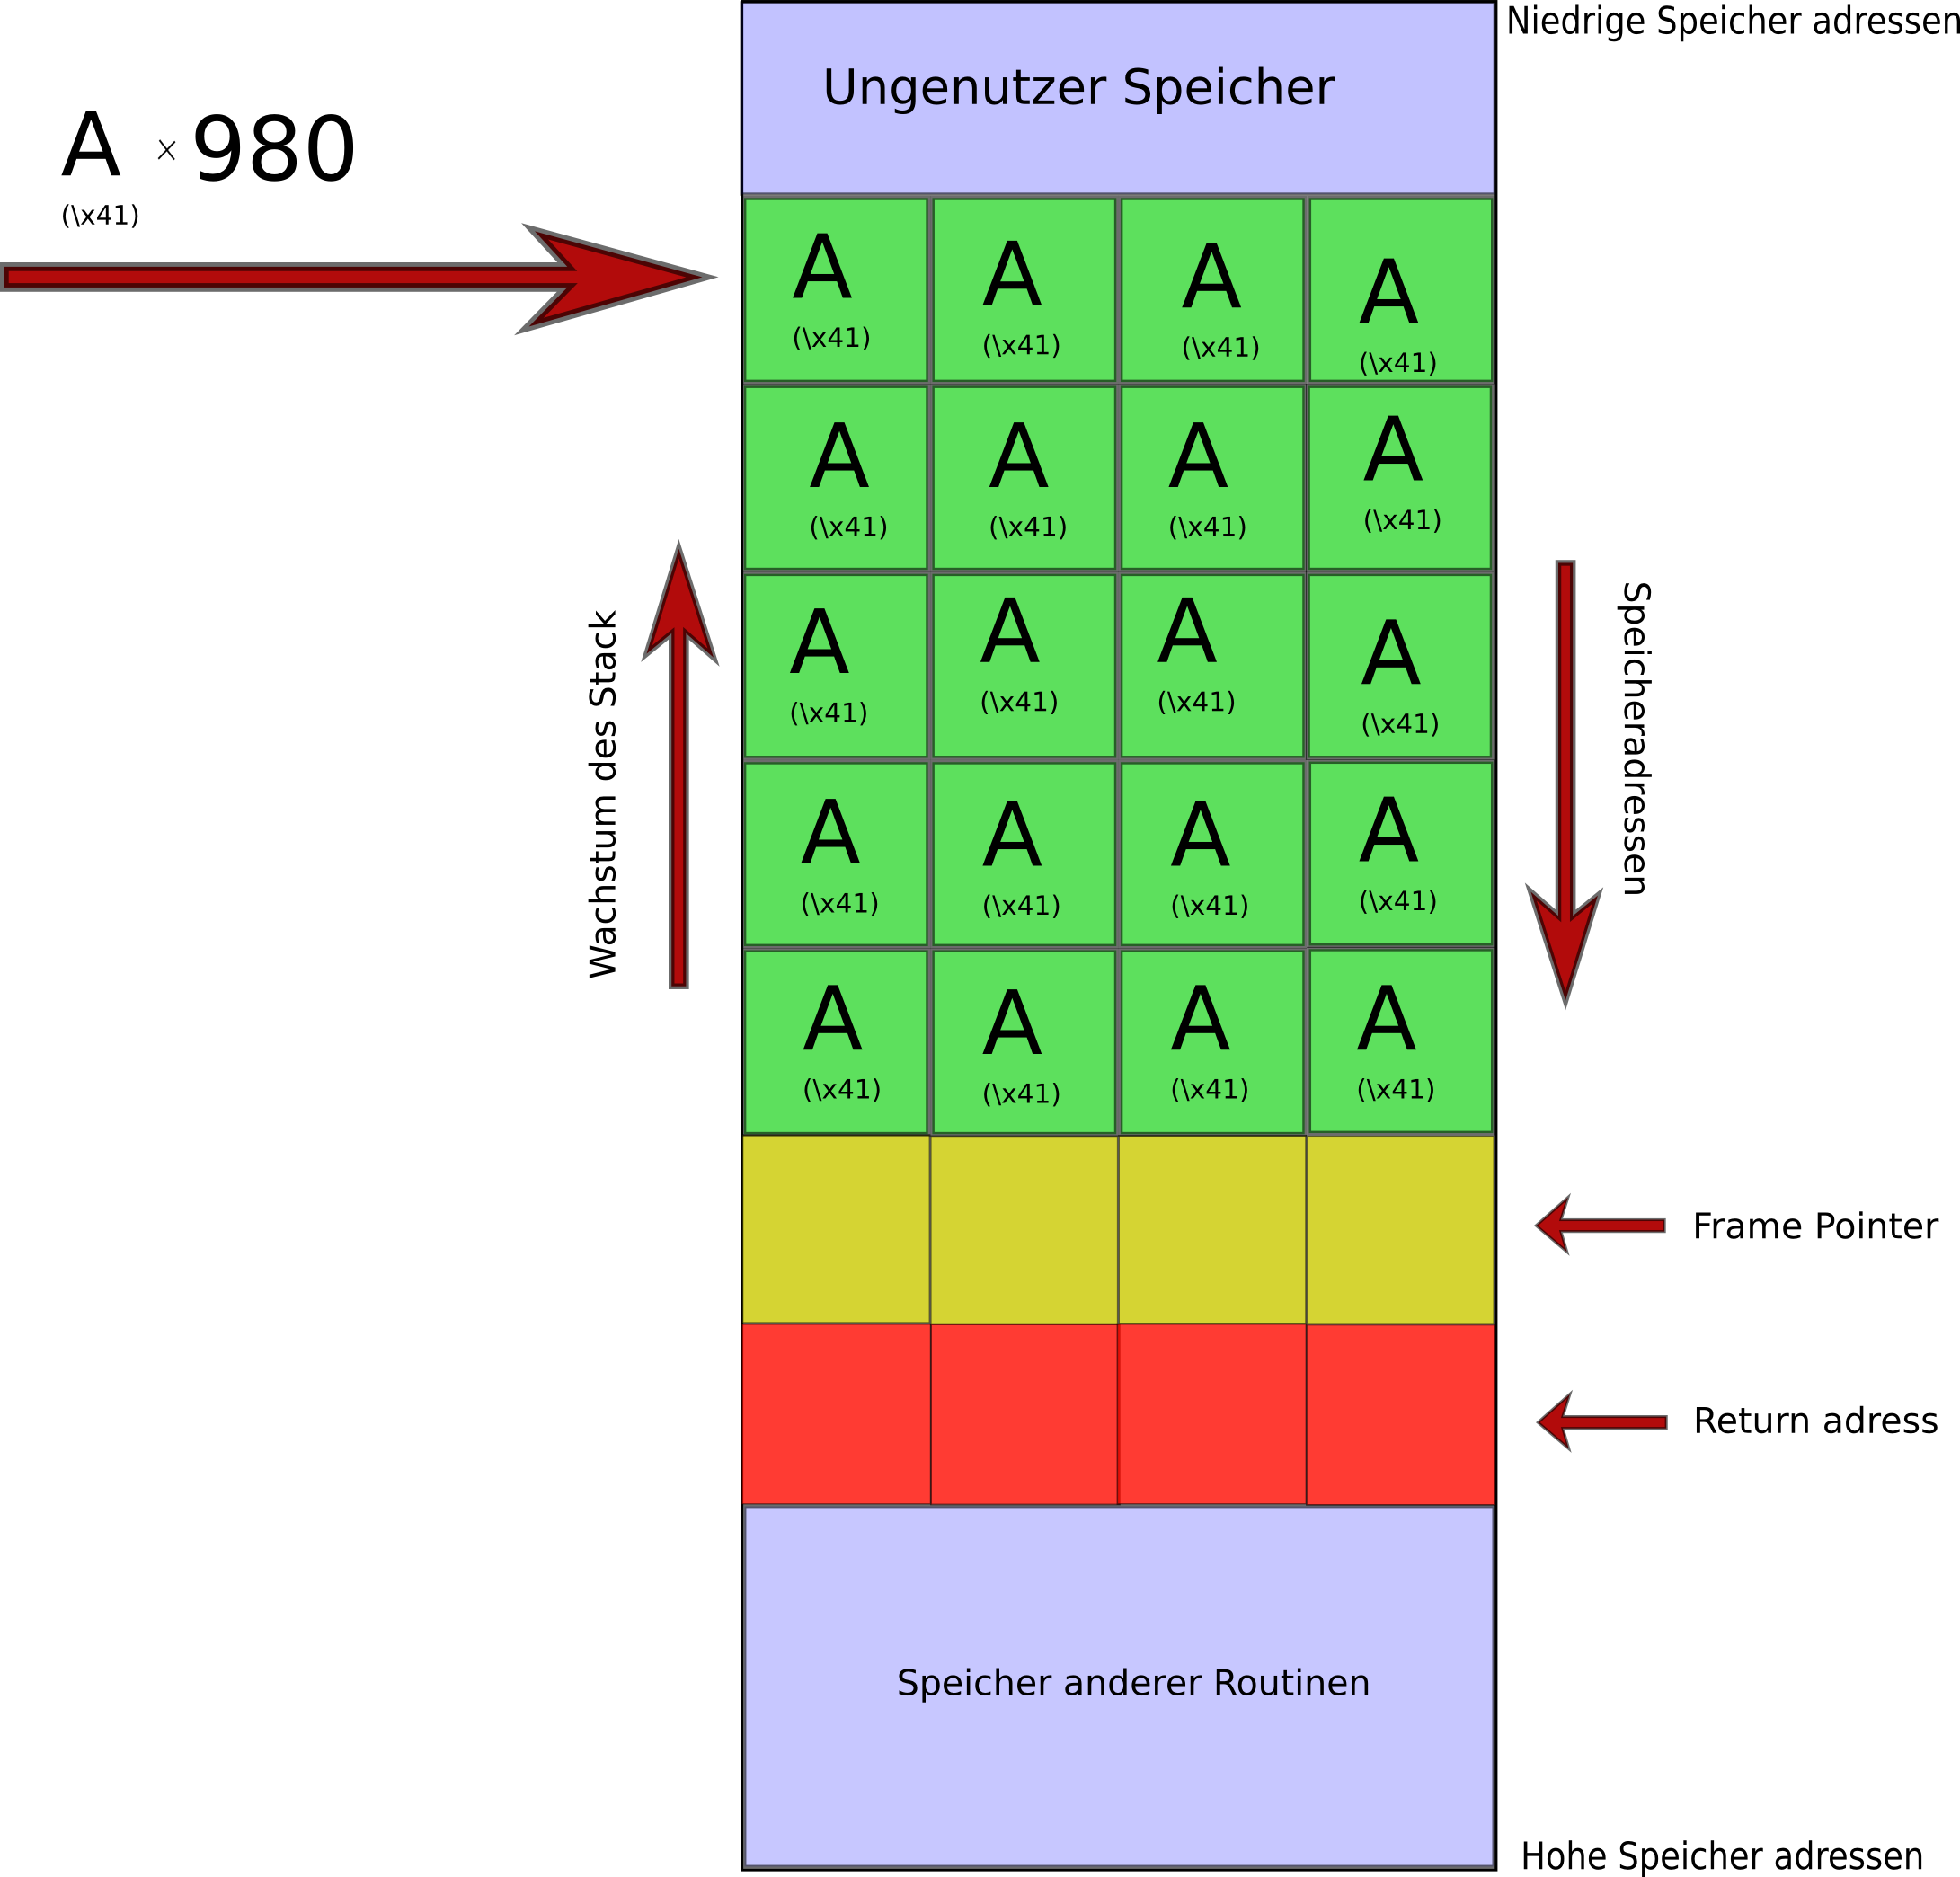 Niedrige Speicher adressen
Ungenutzer Speicher
A × 980
(\x41)
A A A A
(\x41) (\x41) (\x41) (\x41)
A A A A
(\x41) (\x41) (\x41) (\x41)
A A A A
(\x41) (\x41) (\x41) (\x41)
A A A A
(\x41) (\x41) (\x41) (\x41)
A A A A
(\x41) (\x41) (\x41) (\x41)
Wachstum des Stack
Speicheradressen
Frame Pointer
Return adress
Speicher anderer Routinen
Hohe Speicher adressen